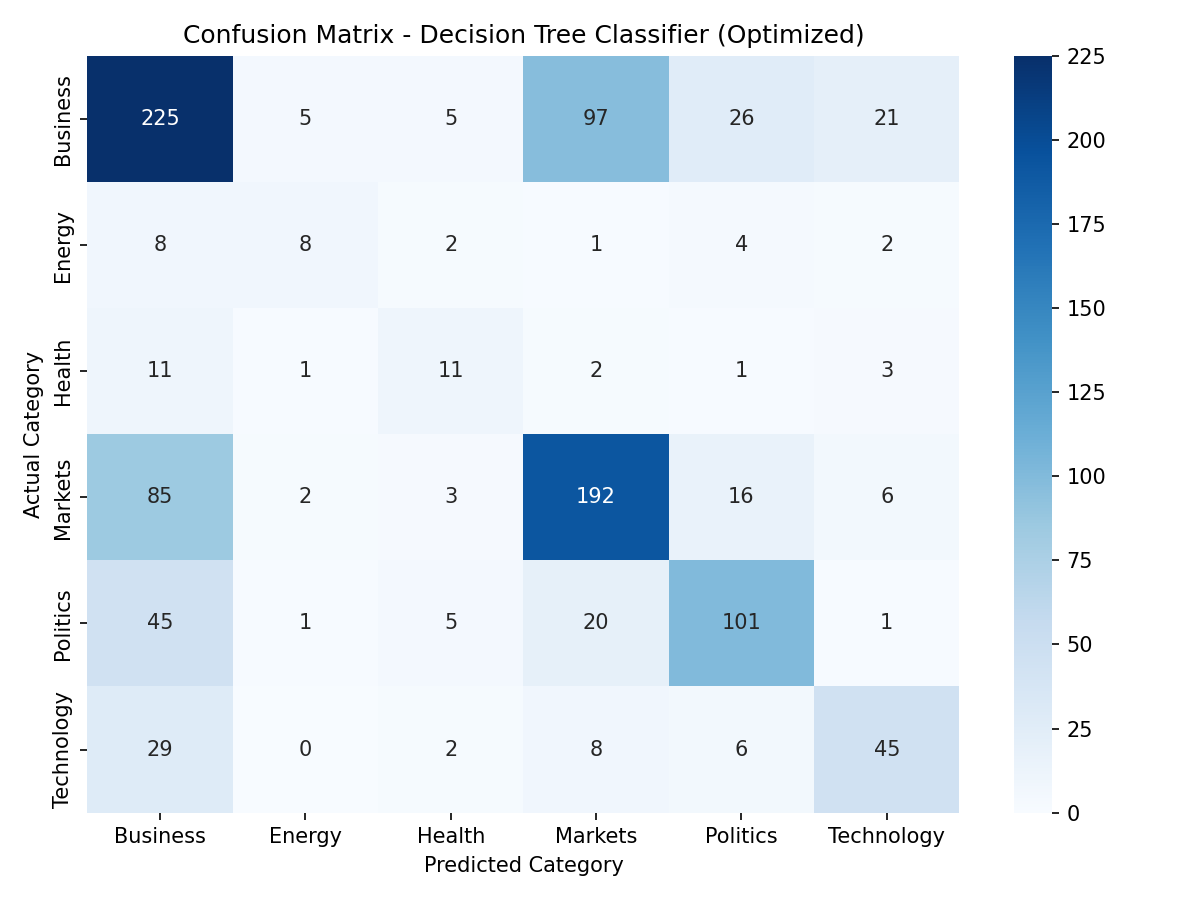 Confusion Matrix - Decision Tree Classifier (Optimized)
Actual Category
Business 225 5 5 97 26 21
Energy 8 8 2 1 4 2
Health 11 1 11 2 1 3
Markets 85 2 3 192 16 6
Politics 45 1 5 20 101 1
Technology 29 0 2 8 6 45
Business Energy Health Markets Politics Technology
Predicted Category
225
200
175
150
125
100
75
50
25
0